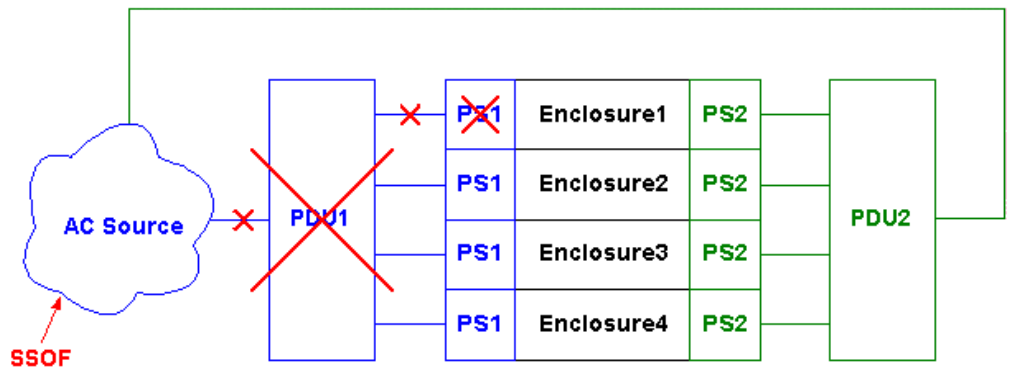 PS1 Enclosure1 PS2
PS1 Enclosure2 PS2
AC Source PDU1 PDU2
PS1 Enclosure3 PS2
PS1 Enclosure4 PS2
SSOF